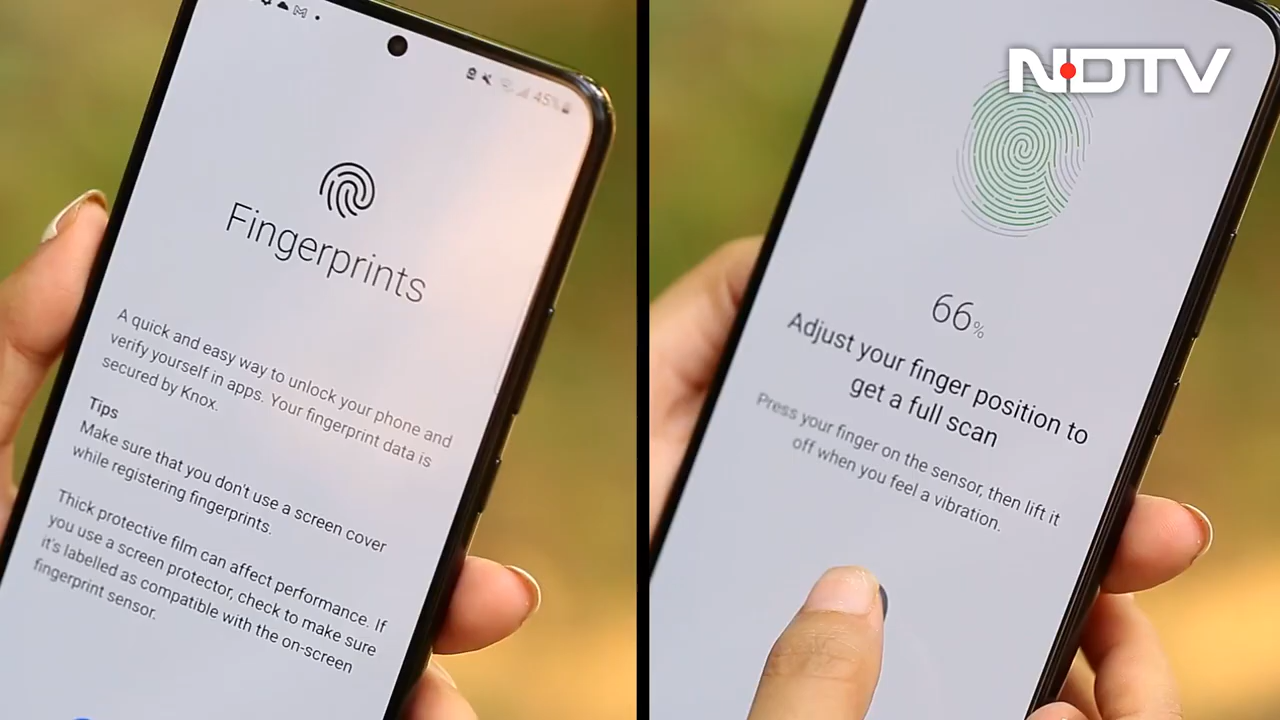 45%
Fingerprints
A quick and easy way to unlock your phone and
verify yourself in apps. Your fingerprint data is
secured by Knox.
Tips
Make sure that you don't use a screen cover
while registering fingerprints.
Thick protective film can affect performance. If
you use a screen protector, check to make sure
it's labelled as compatible with the on-screen
fingerprint sensor.
NDTV
66%
Adjust your finger position to
get a full scan
Press your finger on the sensor, then lift it
off when you feel a vibration.